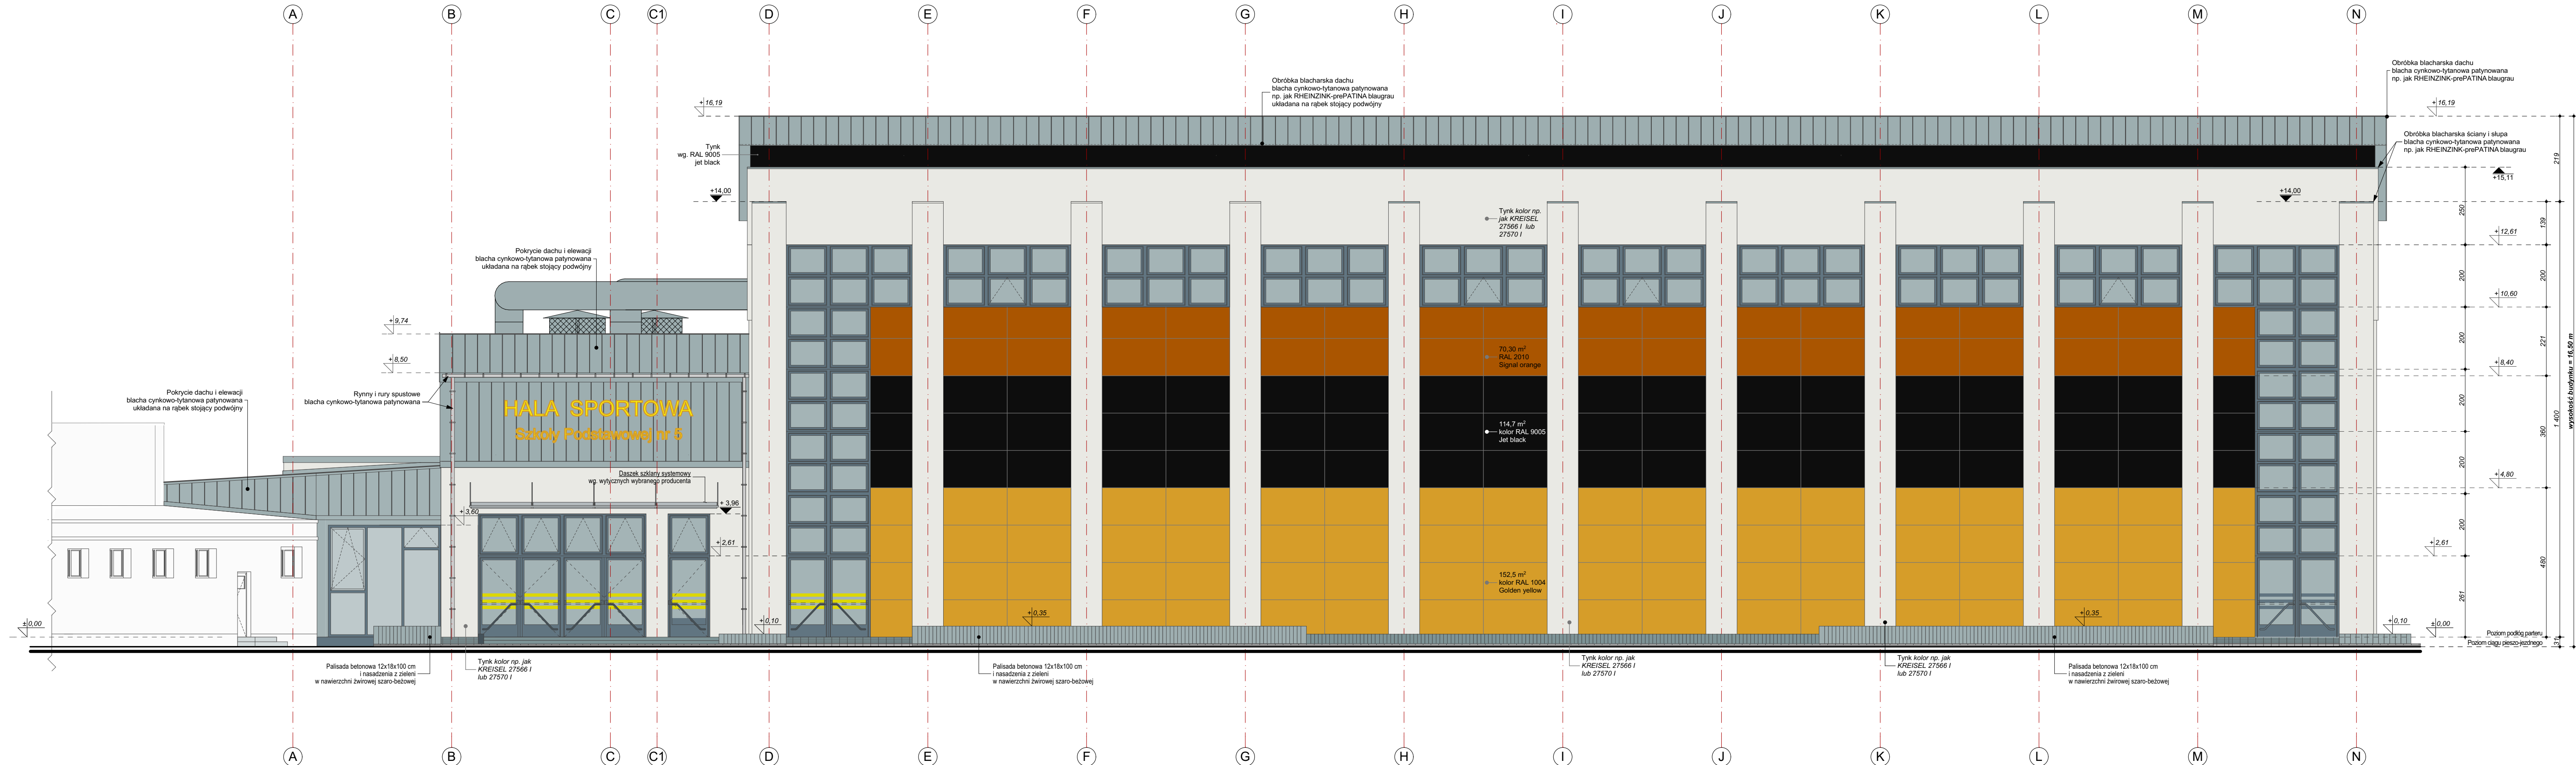 A B C C1 D E F G H I J K L M N
Obróbka blacharska dachu
blacha cynkowo-tytanowa patynowana
np. jak RHEINZINK-prePATINA blaugrau
Obróbka blacharska dachu
blacha cynkowo-tytanowa patynowana
np. jak RHEINZINK-prePATINA blaugrau
układana na rąbek stojący podwójny
+ 16,19
+ 16,19
Tynk
wg. RAL 9005
jet black
Obróbka blacharska ściany i słupa
blacha cynkowo-tytanowa patynowana
np. jak RHEINZINK-prePATINA blaugrau
219
+15,11
+14,00
+14,00
Tynk kolor np.
jak KREISEL
27566 I lub
27570 I
250
139
+ 12,61
Pokrycie dachu i elewacji
blacha cynkowo-tytanowa patynowana
układana na rąbek stojący podwójny
200
200
+ 10,60
+ 9,74
+ 8,50
70,30 m²
RAL 2010
Signal orange
200
221
+ 8,40
wysokość budynku = 16,50 m
Pokrycie dachu i elewacji
blacha cynkowo-tytanowa patynowana
układana na rąbek stojący podwójny
Rynny i rury spustowe
blacha cynkowo-tytanowa patynowana
HALA SPORTOWA
Szkoły Podstawowej nr 6
114,7 m²
kolor RAL 9005
Jet black
200
360
1 400
Daszek szklany systemowy
wg. wytycznych wybranego producenta
200
+ 4,80
+ 3,96
+ 3,60
200
+ 2,61
+ 2,61
480
152,5 m²
kolor RAL 1004
Golden yellow
261
+ 0,35
+ 0,35
± 0,00
+ 0,10
+ 0,10
± 0,00
Poziom podłóg parteru
Poziom ciągu pieszo-jezdnego
31
Palisada betonowa 12x18x100 cm
i nasadzenia z zieleni
w nawierzchni żwirowej szaro-beżowej
Tynk kolor np. jak
KREISEL 27566 I
lub 27570 I
Palisada betonowa 12x18x100 cm
i nasadzenia z zieleni
w nawierzchni żwirowej szaro-beżowej
Tynk kolor np. jak
KREISEL 27566 I
lub 27570 I
Tynk kolor np. jak
KREISEL 27566 I
lub 27570 I
Palisada betonowa 12x18x100 cm
i nasadzenia z zieleni
w nawierzchni żwirowej szaro-beżowej
A B C C1 D E F G H I J K L M N